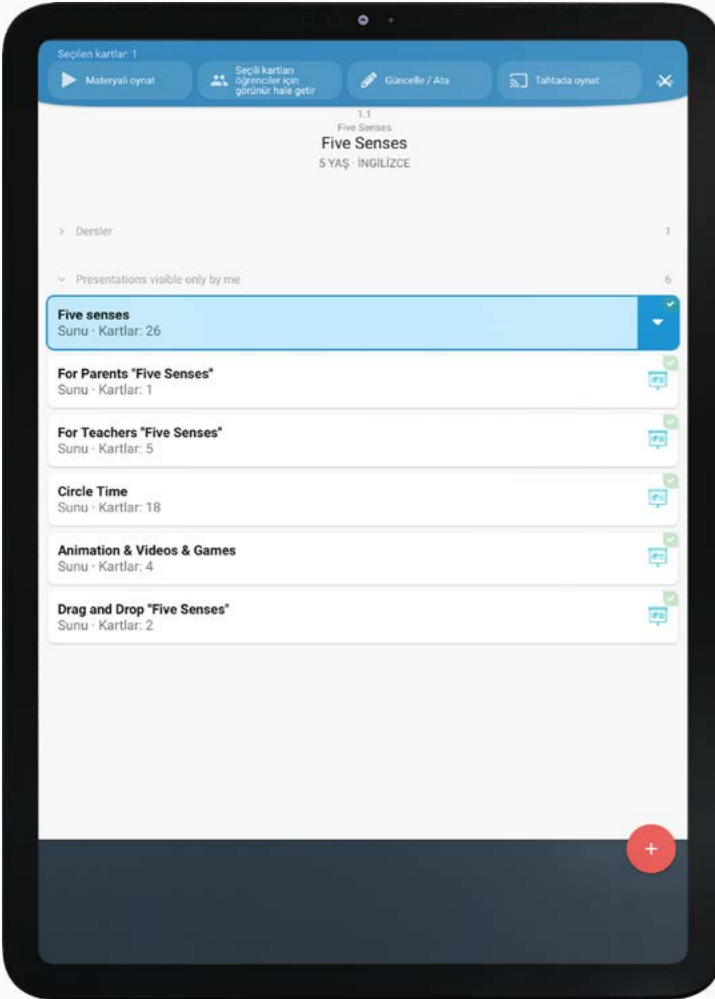 Seçilen kartlar: 1
Materyali oynat
Seçili kartları
öğrenciler için
görünür hale getir
Güncelle / Ata
Tahtada oynat
1.1
Five Senses
Five Senses
5 YAŞ · İNGİLİZCE
Dersler 1
Presentations visible only by me 6
Five senses
Sunu · Kartlar: 26
For Parents "Five Senses"
Sunu · Kartlar: 1
For Teachers "Five Senses"
Sunu · Kartlar: 5
Circle Time
Sunu · Kartlar: 18
Animation & Videos & Games
Sunu · Kartlar: 4
Drag and Drop "Five Senses"
Sunu · Kartlar: 2